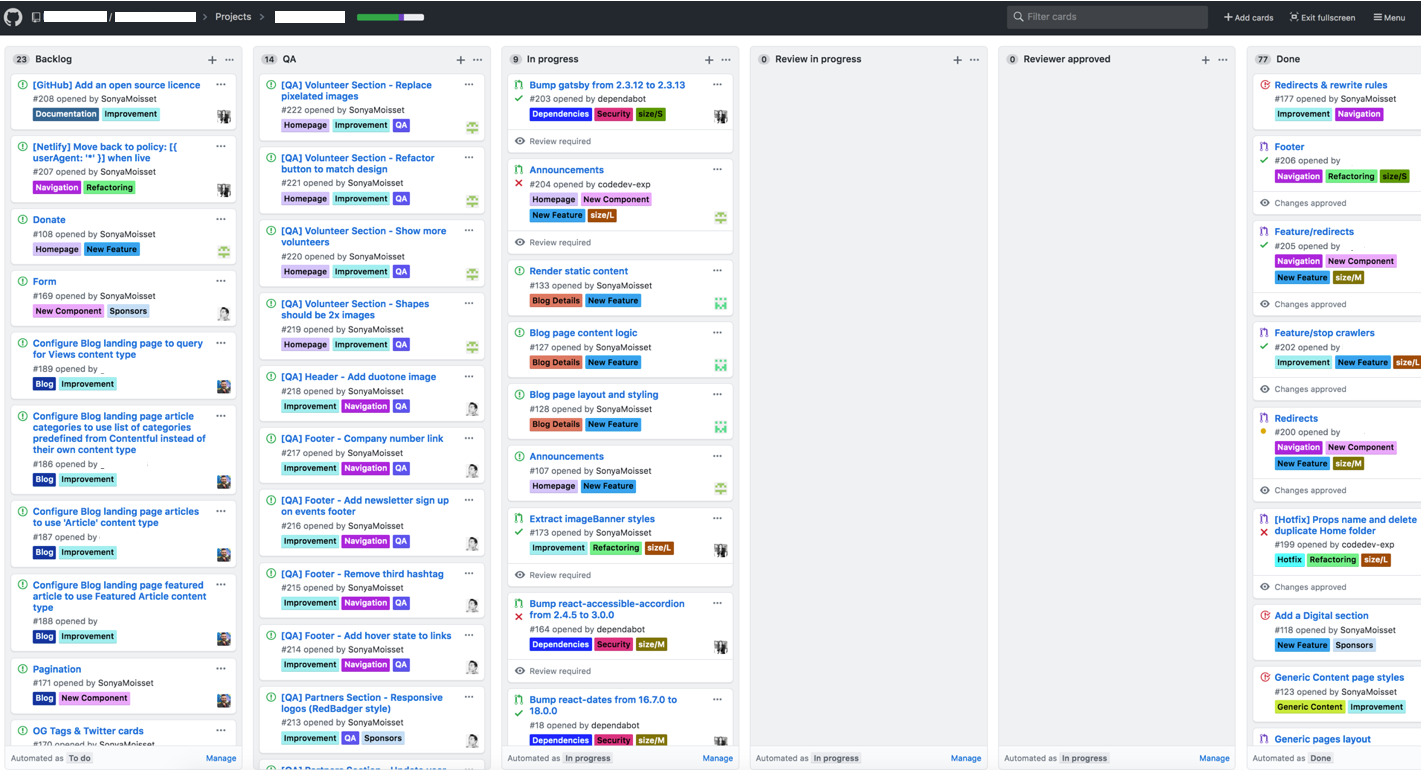 / > Projects >
Filter cards
Add cards
Exit fullscreen
Menu
23 Backlog
[GitHub] Add an open source licence
#208 opened by SonyaMoisset
Documentation Improvement
[Netlify] Move back to policy: [{
userAgent: '*' }] when live
#207 opened by SonyaMoisset
Navigation Refactoring
Donate
#108 opened by SonyaMoisset
Homepage New Feature
Form
#169 opened by SonyaMoisset
New Component Sponsors
Configure Blog landing page to query
for Views content type
#189 opened by _
Blog Improvement
Configure Blog landing page article
categories to use list of categories
predefined from Contentful instead of
their own content type
#186 opened by _
Blog Improvement
Configure Blog landing page articles
to use 'Article' content type
#187 opened by
Blog Improvement
Configure Blog landing page featured
article to use Featured Article content
type
#188 opened by
Blog Improvement
Pagination
#171 opened by SonyaMoisset
Blog New Component
OG Tags & Twitter cards
#170 opened by SonyaMoisset
Automated as To do Manage
14 QA
[QA] Volunteer Section - Replace
pixelated images
#222 opened by SonyaMoisset
Homepage Improvement QA
[QA] Volunteer Section - Refactor
button to match design
#221 opened by SonyaMoisset
Homepage Improvement QA
[QA] Volunteer Section - Show more
volunteers
#220 opened by SonyaMoisset
Homepage Improvement QA
[QA] Volunteer Section - Shapes
should be 2x images
#219 opened by SonyaMoisset
Homepage Improvement QA
[QA] Header - Add duotone image
#218 opened by SonyaMoisset
Improvement Navigation QA
[QA] Footer - Company number link
#217 opened by SonyaMoisset
Improvement Navigation QA
[QA] Footer - Add newsletter sign up
on events footer
#216 opened by SonyaMoisset
Improvement Navigation QA
[QA] Footer - Remove third hashtag
#215 opened by SonyaMoisset
Improvement Navigation QA
[QA] Footer - Add hover state to links
#214 opened by SonyaMoisset
Improvement Navigation QA
[QA] Partners Section - Responsive
logos (RedBadger style)
#213 opened by SonyaMoisset
Improvement QA Sponsors
9 In progress
Bump gatsby from 2.3.12 to 2.3.13
#203 opened by dependabot
Dependencies Security size/S
Review required
Announcements
#204 opened by codedev-exp
Homepage New Component
New Feature size/L
Review required
Render static content
#133 opened by SonyaMoisset
Blog Details New Feature
Blog page content logic
#127 opened by SonyaMoisset
Blog Details New Feature
Blog page layout and styling
#128 opened by SonyaMoisset
Blog Details New Feature
Announcements
#107 opened by SonyaMoisset
Homepage New Feature
Extract imageBanner styles
#173 opened by SonyaMoisset
Improvement Refactoring size/L
Review required
Bump react-accessible-accordion
from 2.4.5 to 3.0.0
#164 opened by dependabot
Dependencies Security size/M
Review required
Bump react-dates from 16.7.0 to
18.0.0
#18 opened by dependabot
Dependencies Security size/M
Automated as In progress Manage
0 Review in progress
Automated as In progress Manage
0 Reviewer approved
Automated as In progress Manage
77 Done
Redirects & rewrite rules
#177 opened by SonyaMoisset
Improvement Navigation
Footer
#206 opened by
Navigation Refactoring size/S
Changes approved
Feature/redirects
#205 opened by
Navigation New Component
New Feature size/M
Changes approved
Feature/stop crawlers
#202 opened by
Improvement New Feature size/L
Changes approved
Redirects
#200 opened by
Navigation New Component
New Feature size/M
Changes approved
[Hotfix] Props name and delete
duplicate Home folder
#199 opened by codedev-exp
Hotfix Refactoring size/L
Changes approved
Add a Digital section
#118 opened by SonyaMoisset
New Feature Sponsors
Generic Content page styles
#123 opened by SonyaMoisset
Generic Content Improvement
Generic pages layout
Automated as Done